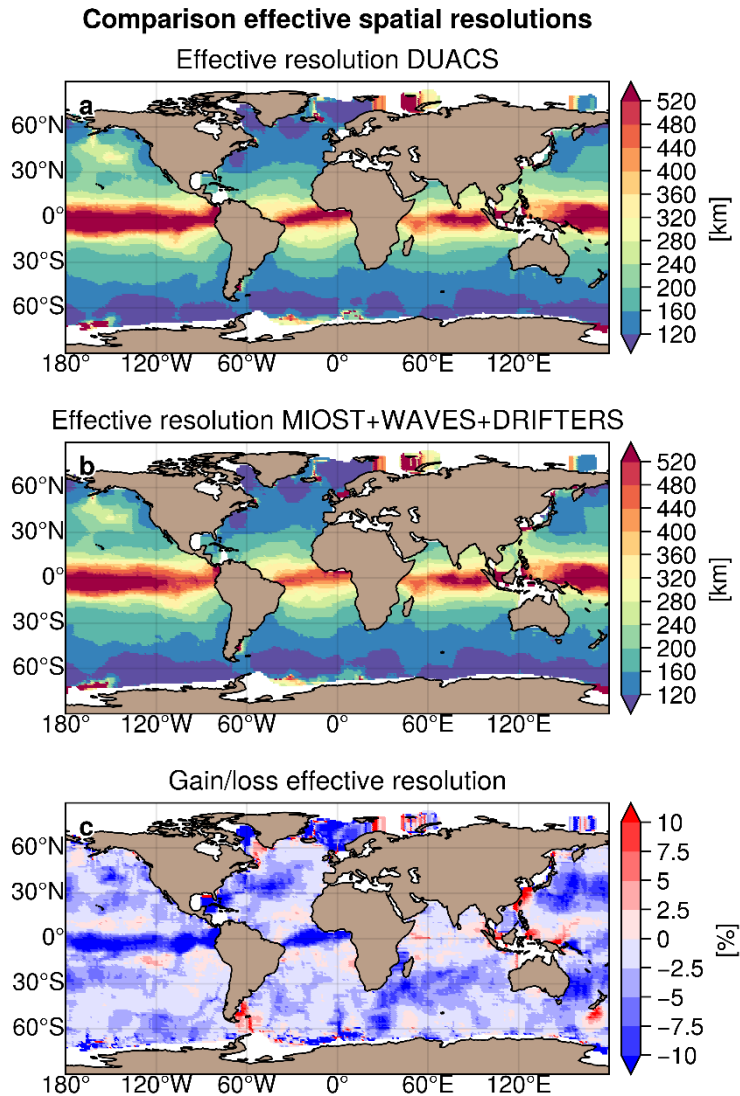 Comparison effective spatial resolutions
Effective resolution DUACS
a
60°N
30°N
0°
30°S
60°S
180° 120°W 60°W 0° 60°E 120°E
520
480
440
400
360
320
280
240
200
160
120
[km]
Effective resolution MIOST+WAVES+DRIFTERS
b
60°N
30°N
0°
30°S
60°S
180° 120°W 60°W 0° 60°E 120°E
520
480
440
400
360
320
280
240
200
160
120
[km]
Gain/loss effective resolution
c
60°N
30°N
0°
30°S
60°S
180° 120°W 60°W 0° 60°E 120°E
10
7.5
5
2.5
0
−2.5
−5
−7.5
−10
[%]